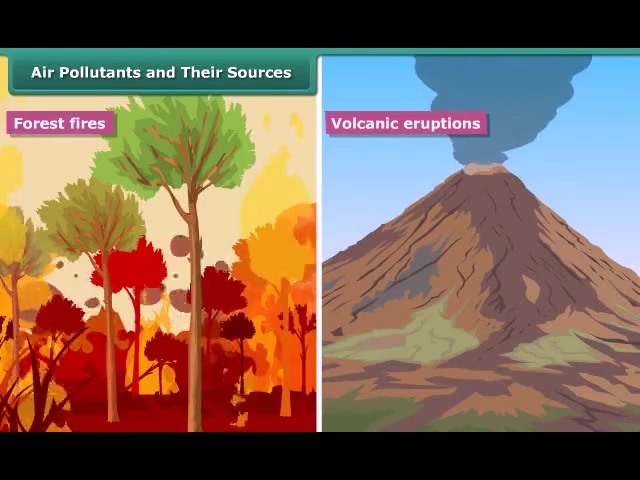 Air Pollutants and Their Sources
Forest fires
Volcanic eruptions